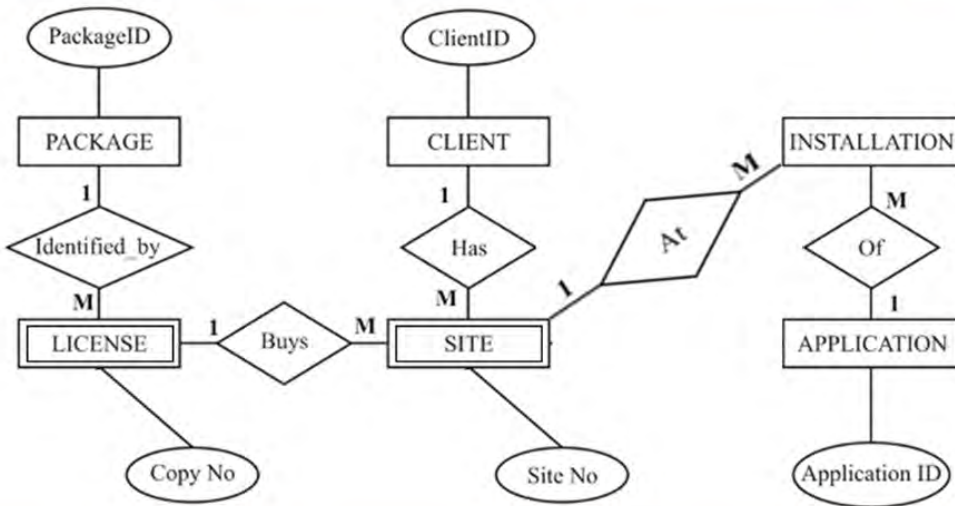 PackageID
ClientID
PACKAGE
CLIENT
INSTALLATION
1
1
M
M
Identified_by
Has
At
Of
M
M
1
1
LICENSE
1
Buys
M
SITE
APPLICATION
Copy No
Site No
Application ID